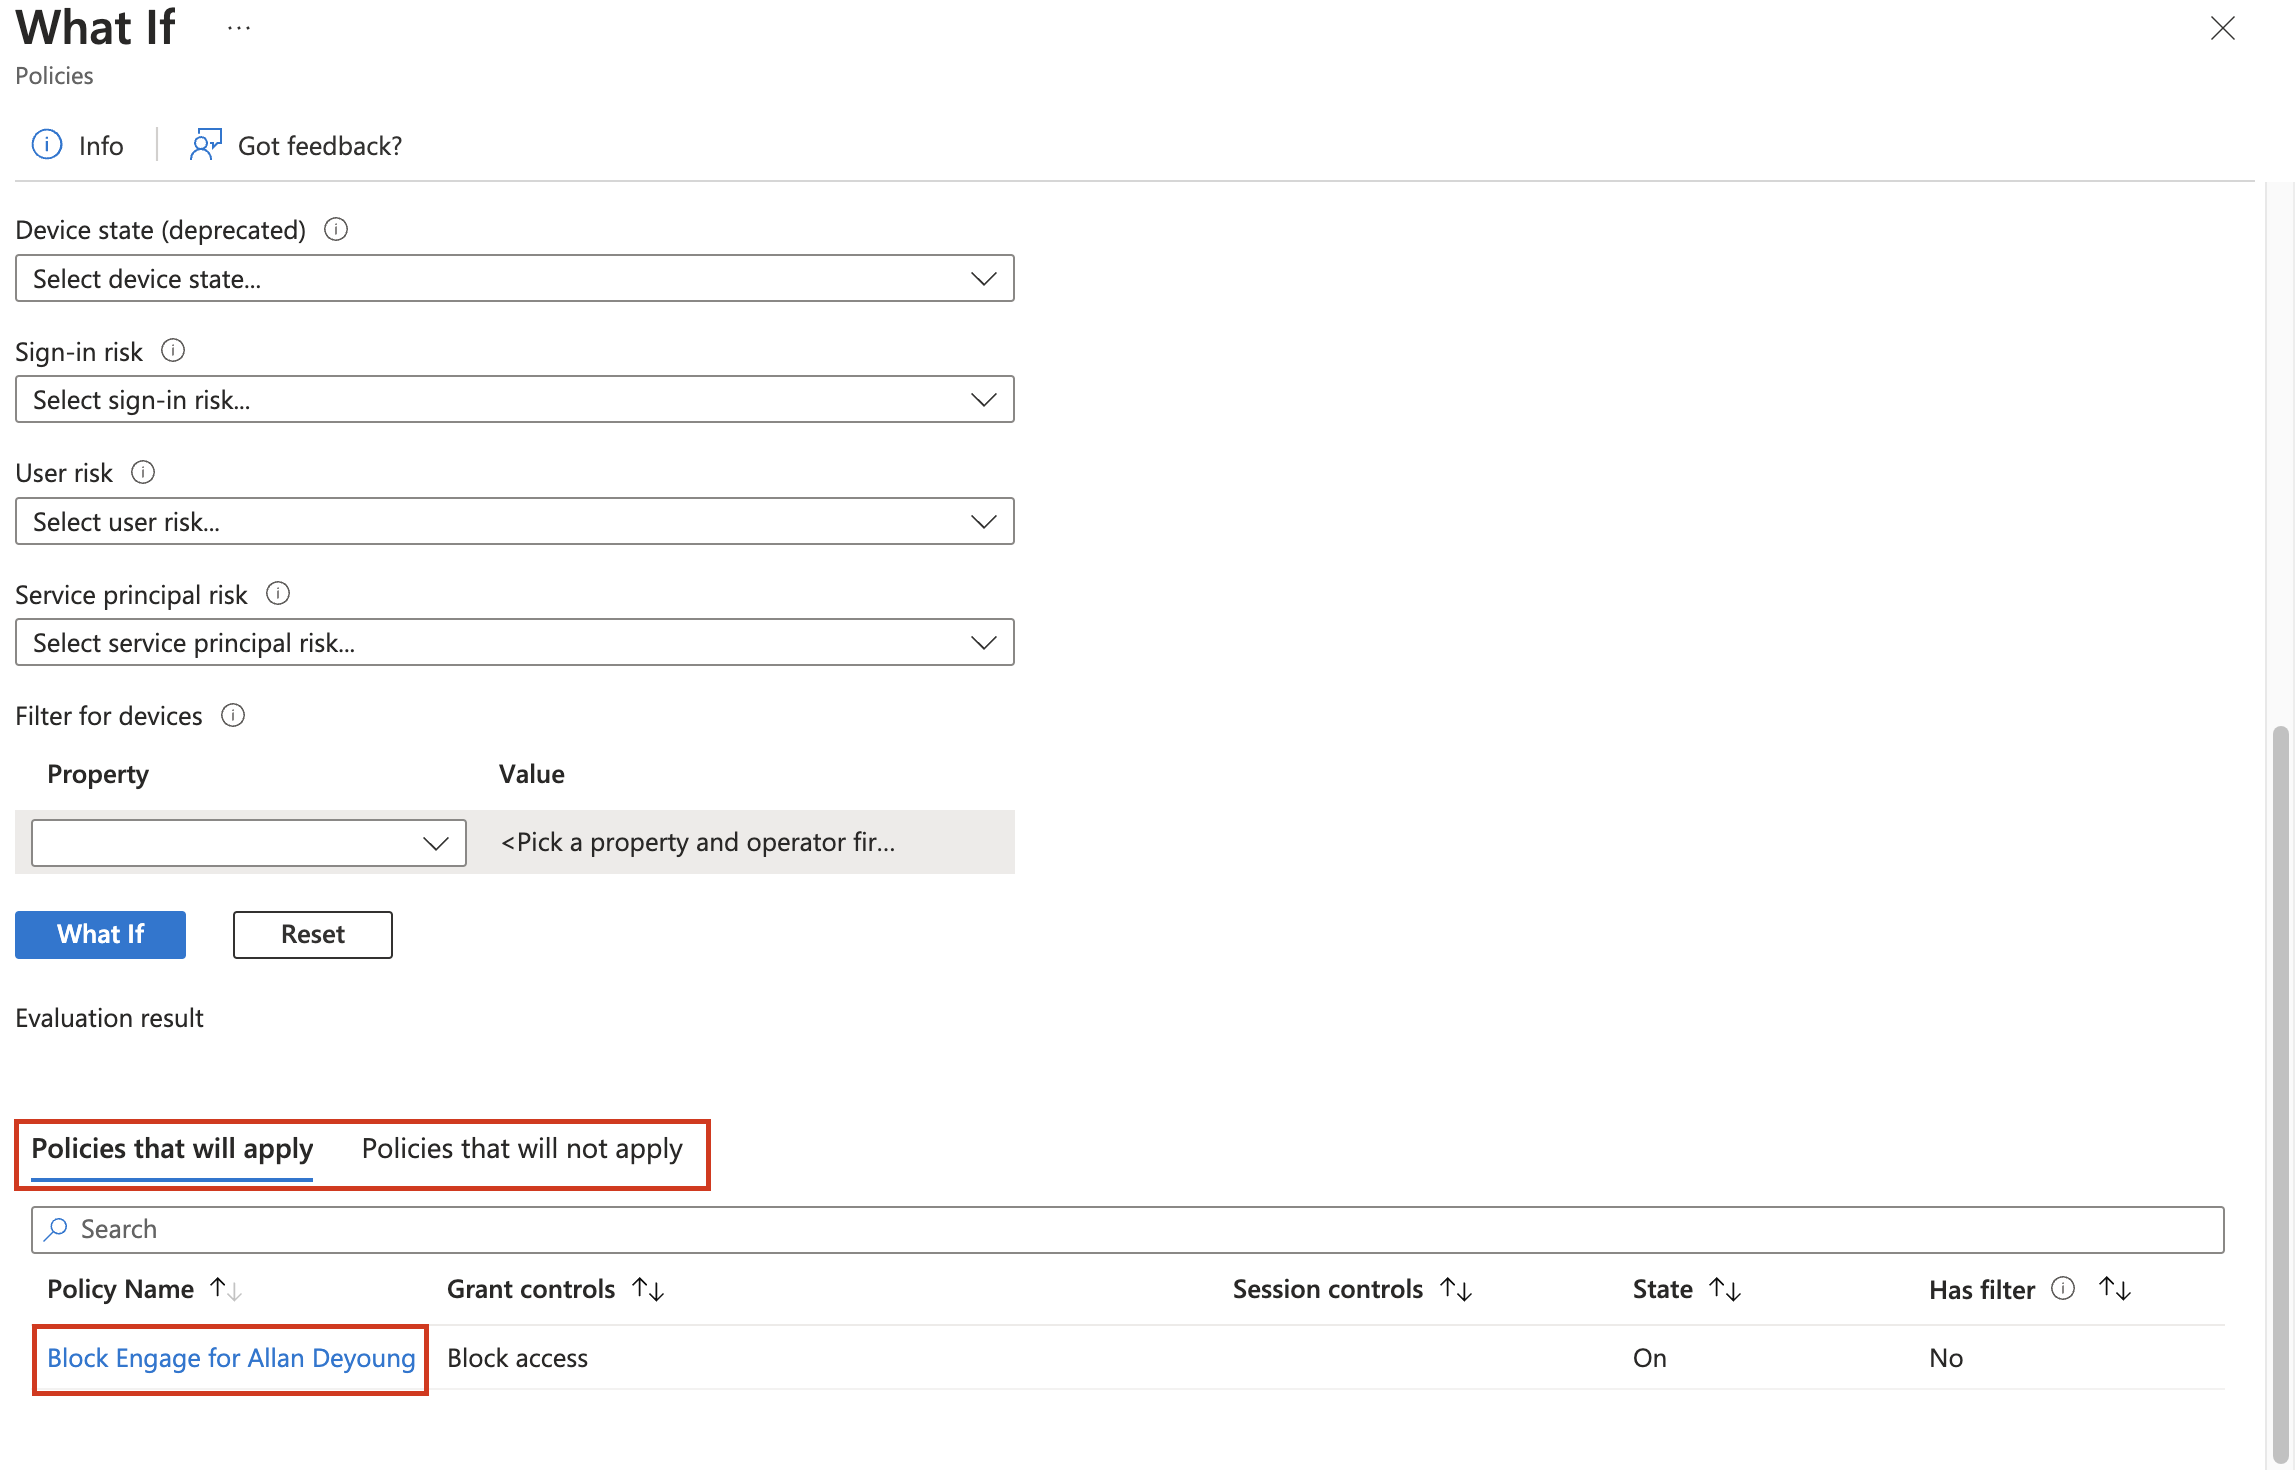 What If ...
Policies
Info
Got feedback?
Device state (deprecated)
Select device state...
Sign-in risk
Select sign-in risk...
User risk
Select user risk...
Service principal risk
Select service principal risk...
Filter for devices
Property Value
<Pick a property and operator fir...
What If Reset
Evaluation result
Policies that will apply Policies that will not apply
Search
Policy Name Grant controls Session controls State Has filter
Block Engage for Allan Deyoung Block access On No